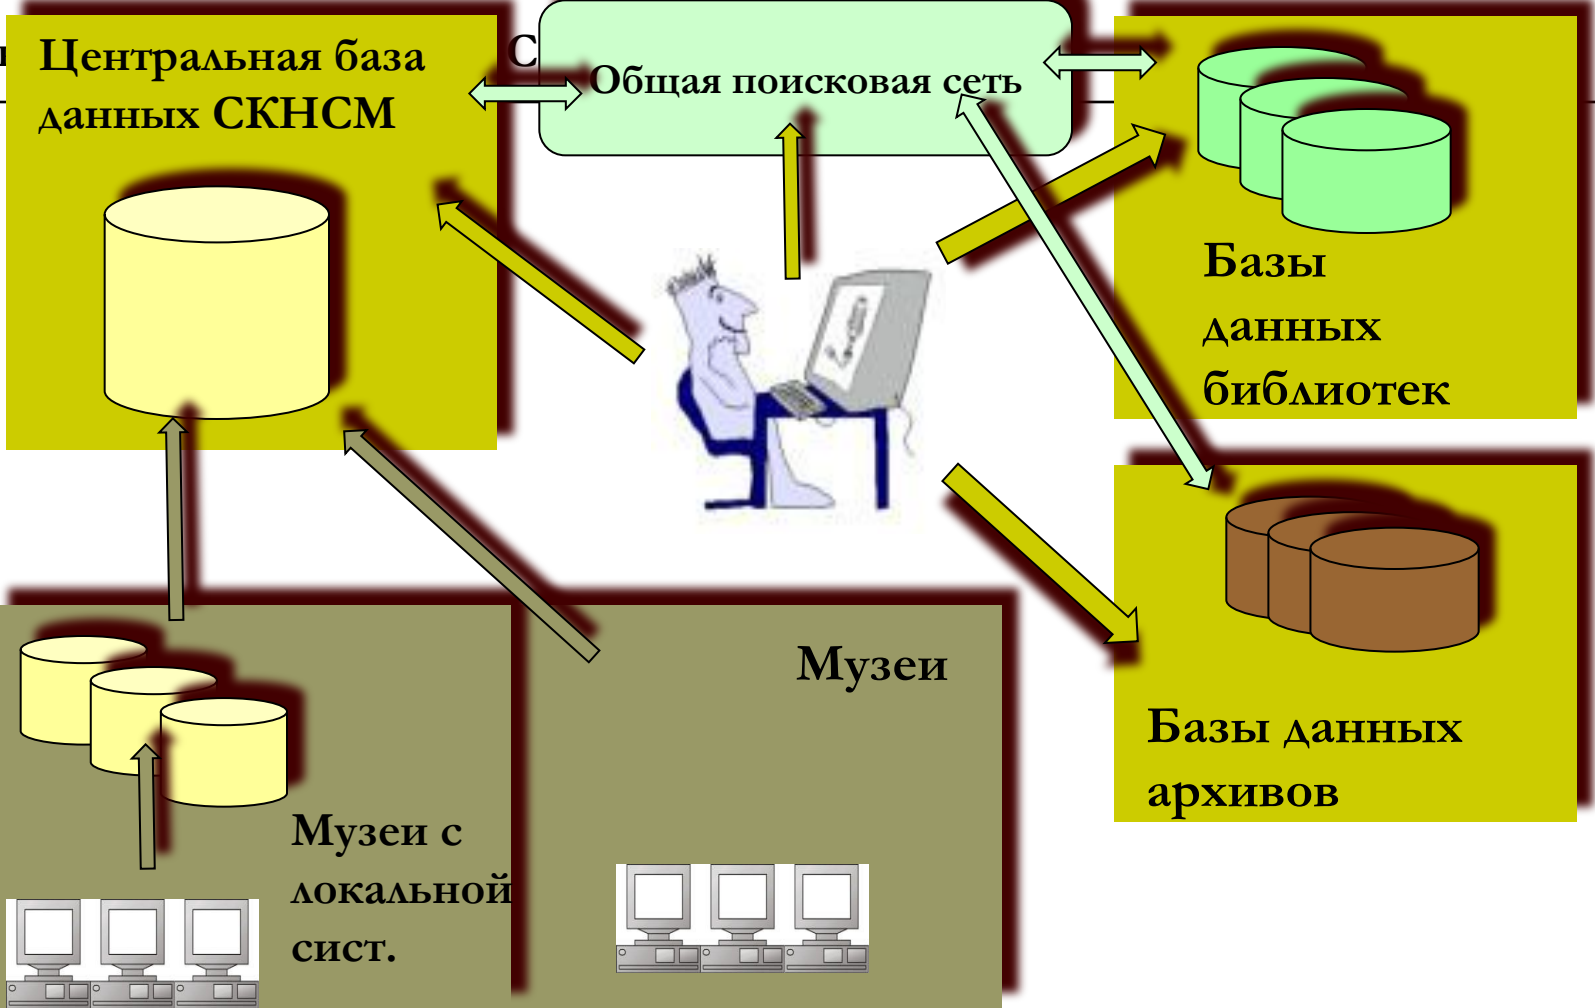 Центральная база
данных СКНСМ
С
Общая поисковая сеть
Базы
данных
библиотек
Базы данных
архивов
Музеи
Музеи с
локальной
сист.